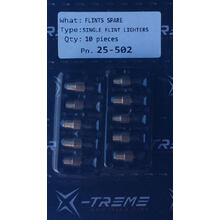 What: FLINTS SPARE
Type: SINGLE FLINT LIGHTERS
Qty: 10 pieces
Pn. 25-502
X-TREME